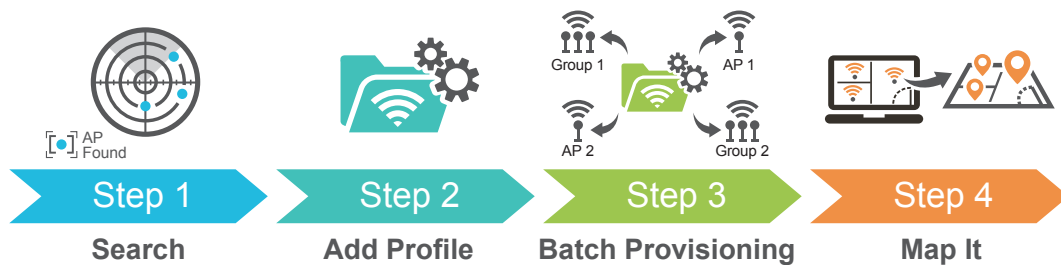 AP
Found
Group 1
AP 1
AP 2
Group 2
Step 1
Step 2
Step 3
Step 4
Search
Add Profile
Batch Provisioning
Map It